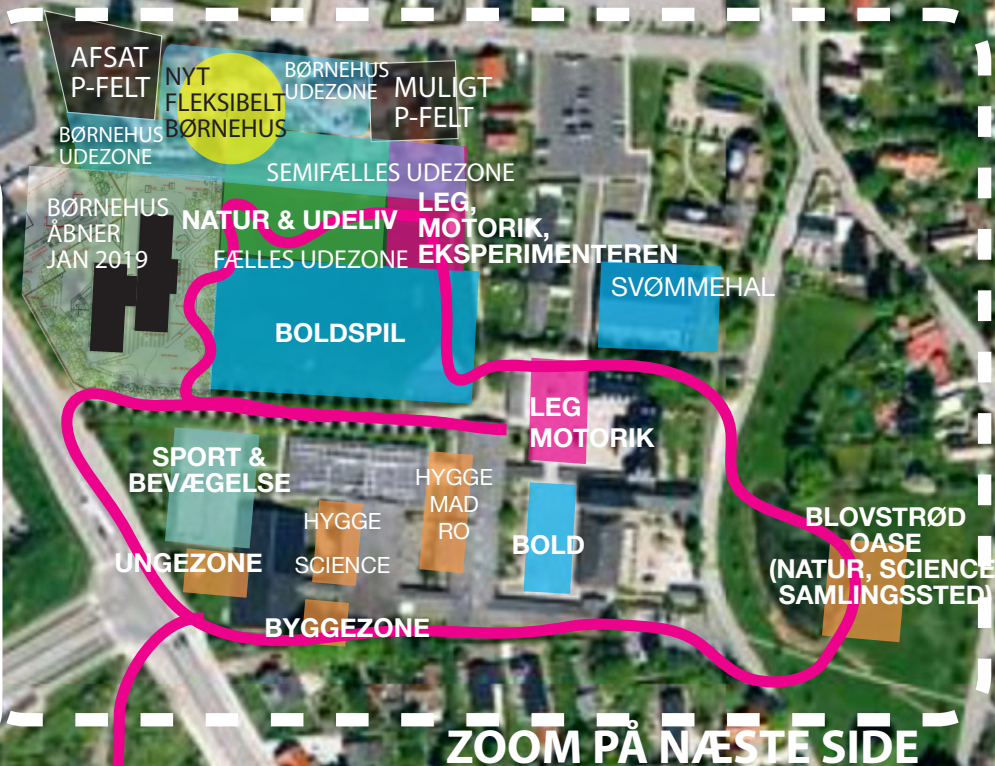 AFSAT
P-FELT
NYT
FLEKSIBELT
BØRNEHUS
BØRNEHUS
UDEZONE
MULIGT
P-FELT
BØRNEHUS
UDEZONE
SEMIFÆLLES UDEZONE
BØRNEHUS
ÅBNER
JAN 2019
NATUR & UDELIV
LEG,
MOTORIK,
EKSPERIMENTEREN
FÆLLES UDEZONE
SVØMMEHAL
BOLDSPIL
LEG
MOTORIK
SPORT &
BEVÆGELSE
HYGGE
MAD
RO
HYGGE
SCIENCE
BOLD
UNGEZONE
BLOVSTRØD
OASE
(NATUR, SCIENCE
SAMLINGSSTED)
BYGGEZONE
ZOOM PÅ NÆSTE SIDE